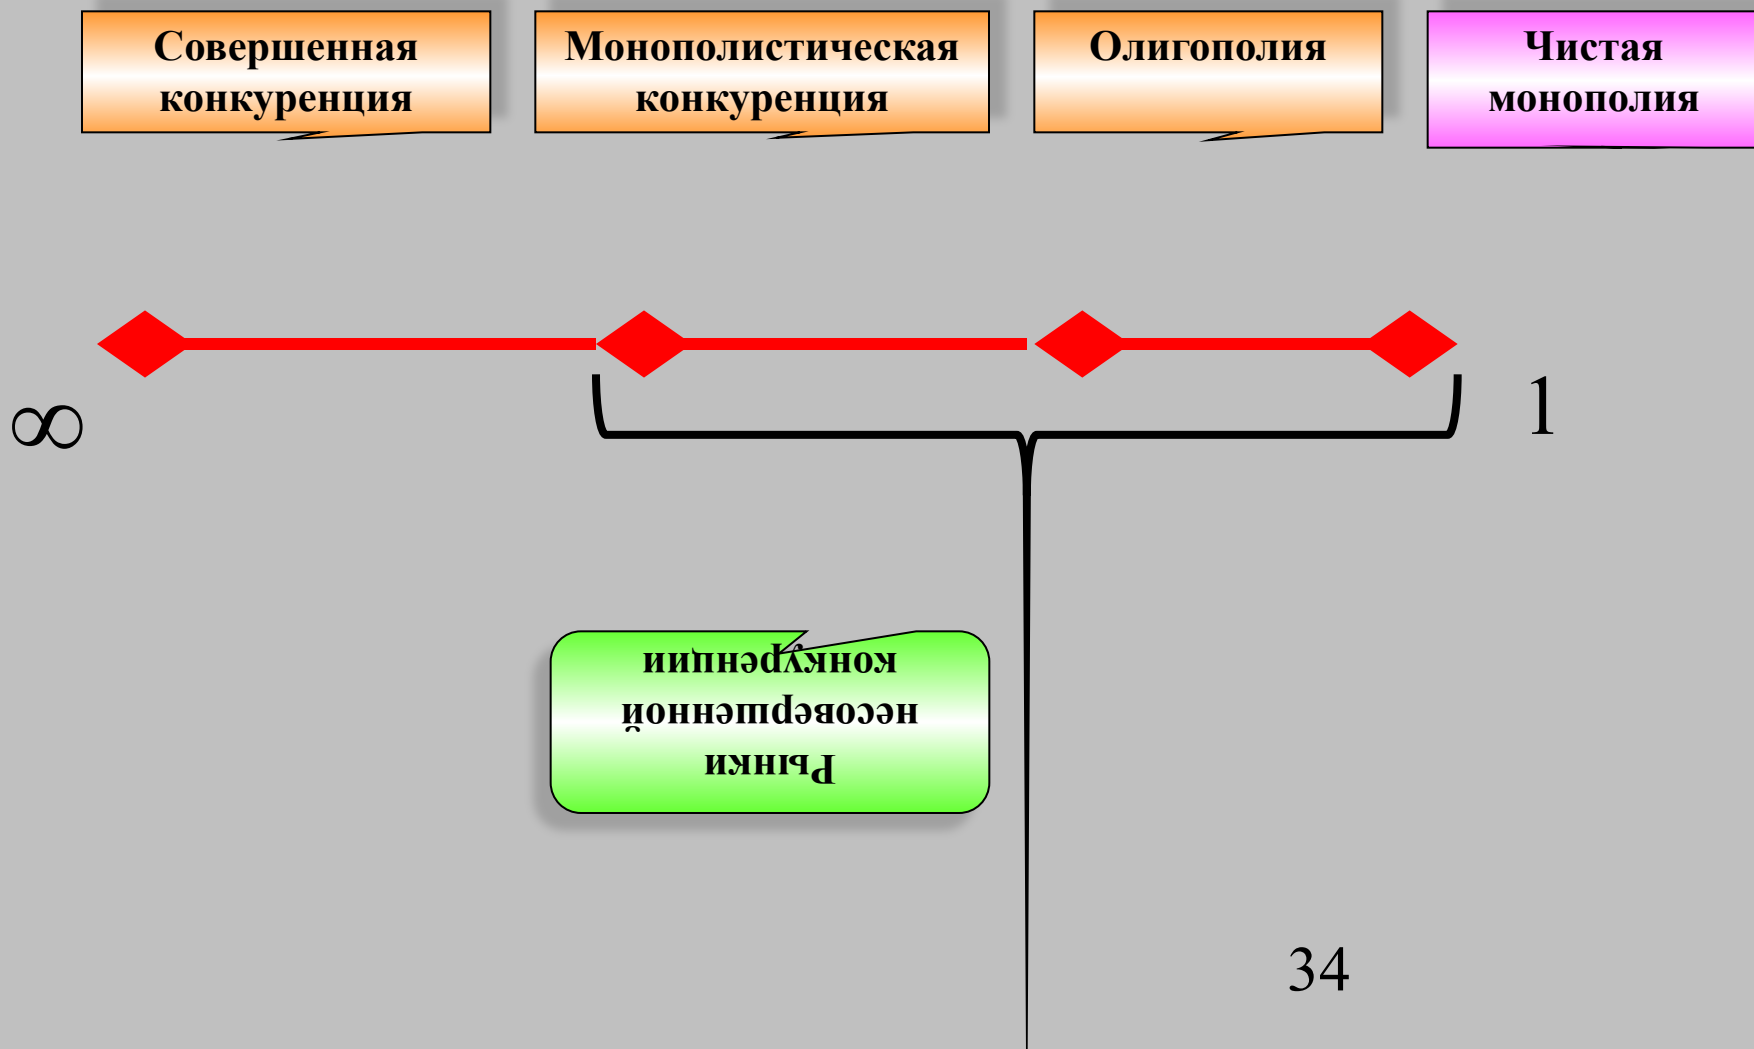 Совершенная
конкуренция
Монополистическая
конкуренция
Олигополия
Чистая
монополия
∞
1
Рынки
несовершенной
конкуренции
34